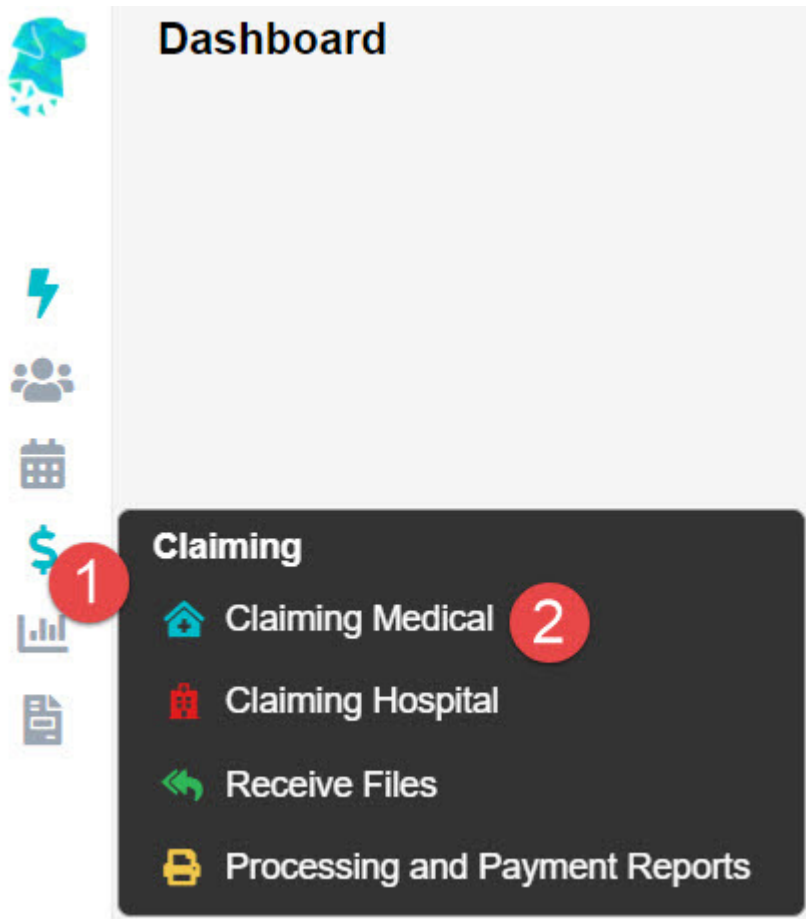 Dashboard
Claiming
1
Claiming Medical 2
Claiming Hospital
Receive Files
Processing and Payment Reports